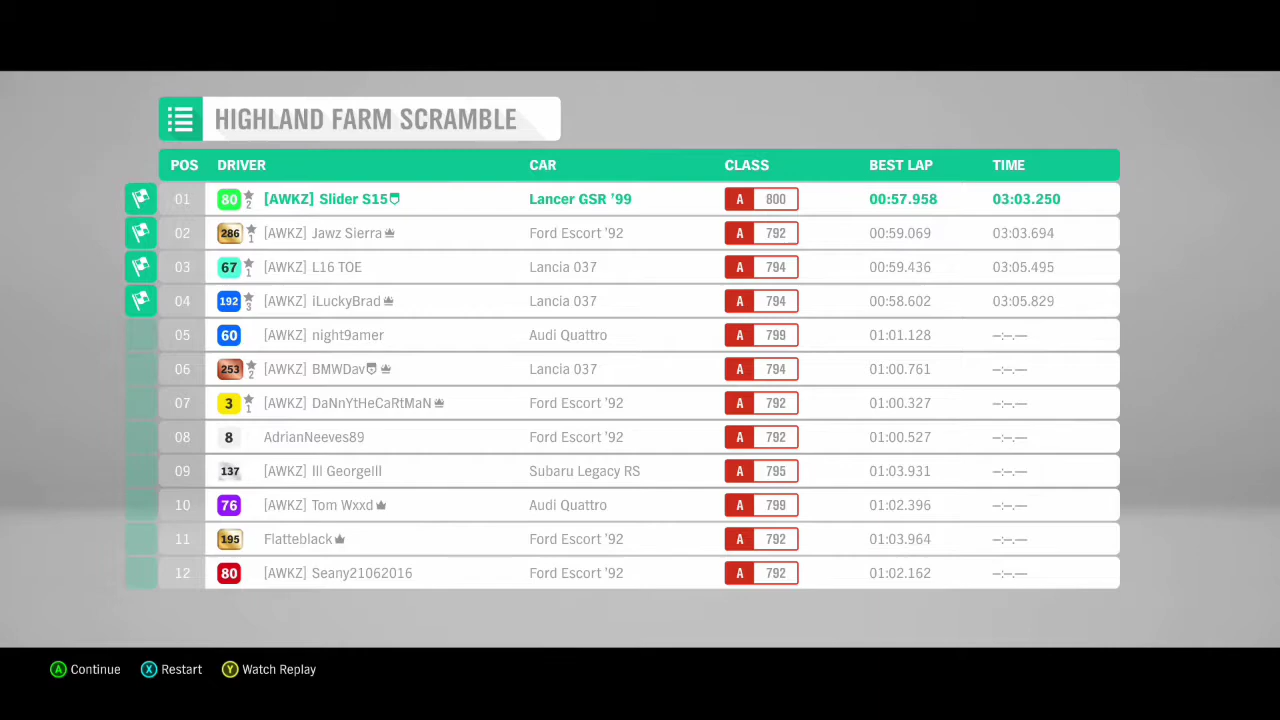 HIGHLAND FARM SCRAMBLE
POS DRIVER CAR CLASS BEST LAP TIME
01 80 2 [AWKZ] Slider S15 Lancer GSR '99 A 800 00:57.958 03:03.250
02 286 1 [AWKZ] Jawz Sierra Ford Escort '92 A 792 00:59.069 03:03.694
03 67 1 [AWKZ] L16 TOE Lancia 037 A 794 00:59.436 03:05.495
04 192 3 [AWKZ] iLuckyBrad Lancia 037 A 794 00:58.602 03:05.829
05 60 [AWKZ] night9amer Audi Quattro A 799 01:01.128 --:--.---
06 253 2 [AWKZ] BMWDav Lancia 037 A 794 01:00.761 --:--.---
07 3 1 [AWKZ] DaNnYtHeCaRtMaN Ford Escort '92 A 792 01:00.327 --:--.---
08 8 AdrianNeeves89 Ford Escort '92 A 792 01:00.527 --:--.---
09 137 [AWKZ] III GeorgeIII Subaru Legacy RS A 795 01:03.931 --:--.---
10 76 [AWKZ] Tom Wxxd Audi Quattro A 799 01:02.396 --:--.---
11 195 Flatteblack Ford Escort '92 A 792 01:03.964 --:--.---
12 80 [AWKZ] Seany21062016 Ford Escort '92 A 792 01:02.162 --:--.---
A Continue X Restart Y Watch Replay